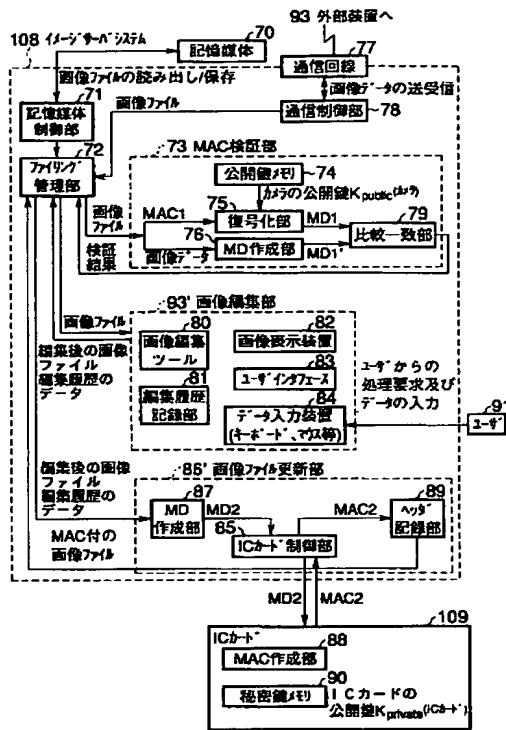 93 外部装置へ
108 イメージサーバシステム
記憶媒体 70
通信回線 77
画像ファイルの読み出し/保存
画像データの送受信
記憶媒体
制御部
71
画像ファイル
通信制御部 78
72
ファイリング
管理部
73 MAC検証部
公開鍵メモリ 74
カメラの公開鍵Kpublic(カメラ)
画像
ファイル
MAC1
75
復号化部
MD1
79
比較一致部
検証
結果
76
画像データ
MD作成部
MD1'
93' 画像編集部
画像ファイル
80
画像編集
ツール
82
画像表示装置
編集後の画像
ファイル
編集履歴の
データ
81
編集履歴
記録部
83
ユーザインタフェース
84
データ入力装置
(キーボード、マウス等)
ユーザからの
処理要求及び
データの入力
91
ユーザ
86' 画像ファイル更新部
編集後の画像
ファイル
編集履歴の
データ
87
MD
作成部
MD2
MAC2
89
ヘッダ
記録部
85
ICカード制御部
MAC付の
画像ファイル
MD2
MAC2
109
ICカード
88
MAC作成部
90
秘密鍵メモリ
ICカードの
公開鍵Kprivate(ICカード)